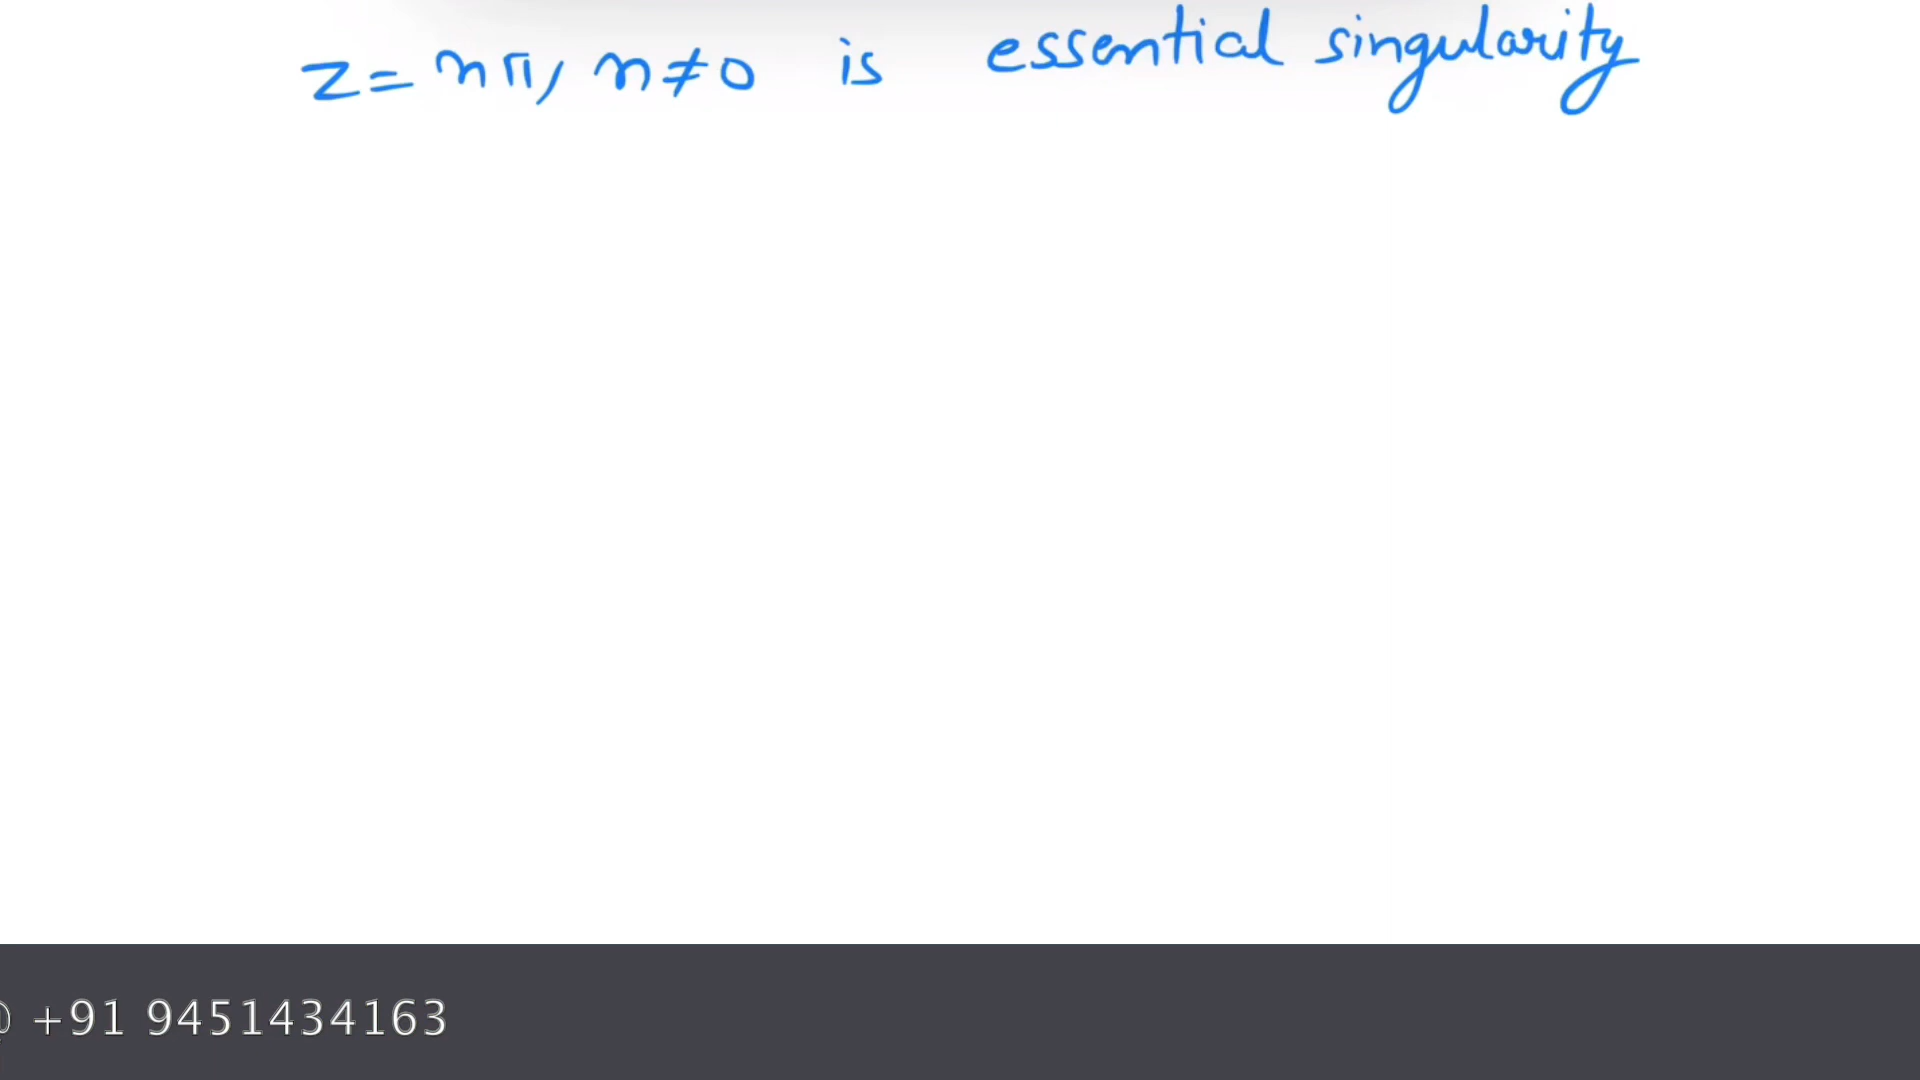 z = nπ, n ≠ 0 is essential singularity
+91 9451434163